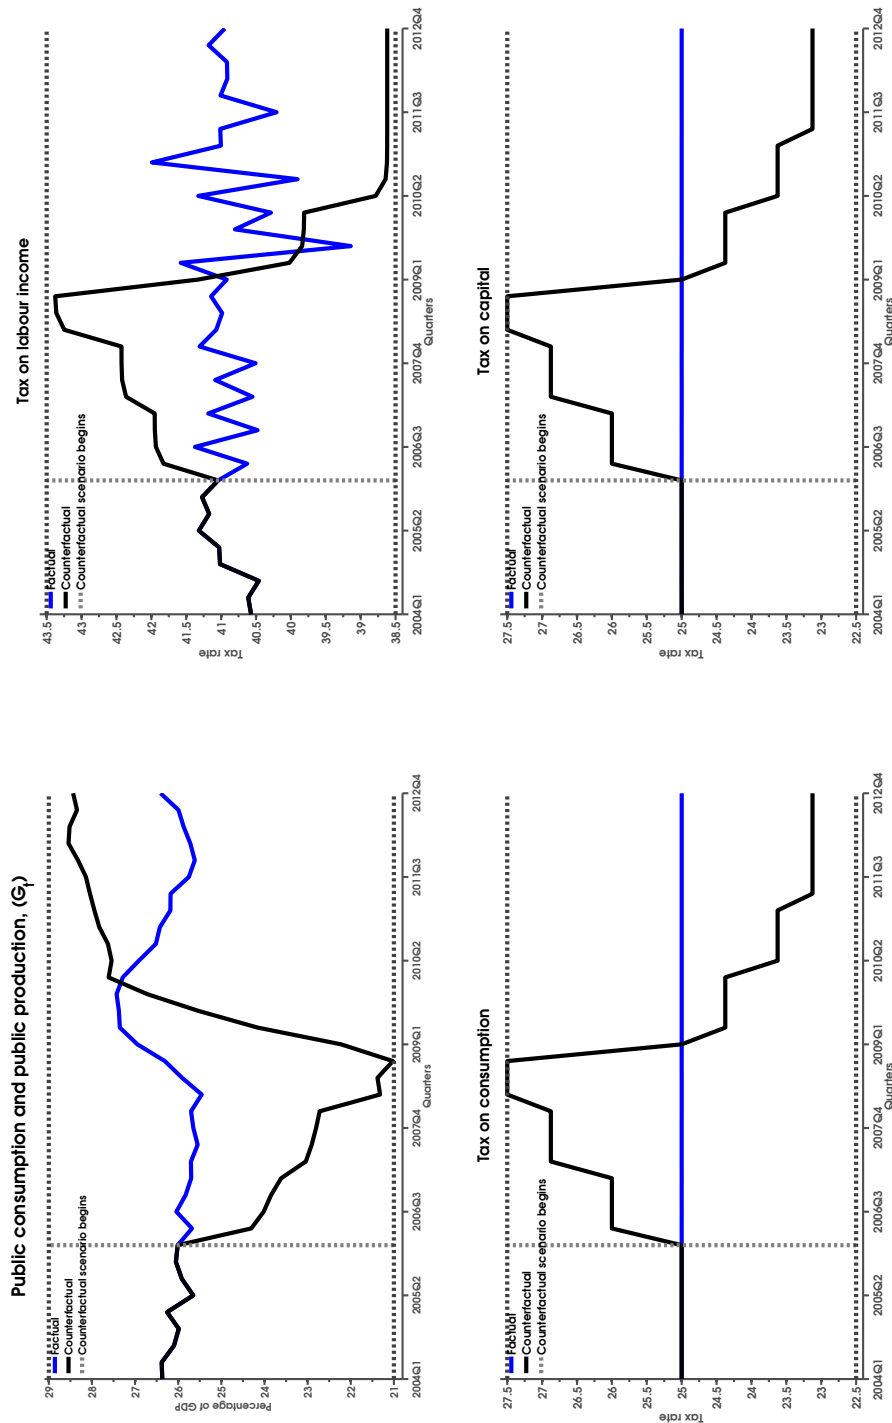 Public consumption and public production, (Gt)
Factual
Counterfactual
Counterfactual scenario begins
Percentage of GDP
29
28
27
26
25
24
23
22
21
2004Q1
2005Q2
2006Q3
2007Q4
2009Q1
2010Q2
2011Q3
2012Q4
Quarters
Tax on labour income
Factual
Counterfactual
Counterfactual scenario begins
Tax rate
43.5
43
42.5
42
41.5
41
40.5
40
39.5
39
38.5
2004Q1
2005Q2
2006Q3
2007Q4
2009Q1
2010Q2
2011Q3
2012Q4
Quarters
Tax on consumption
Factual
Counterfactual
Counterfactual scenario begins
Tax rate
27.5
27
26.5
26
25.5
25
24.5
24
23.5
23
22.5
2004Q1
2005Q2
2006Q3
2007Q4
2009Q1
2010Q2
2011Q3
2012Q4
Quarters
Tax on capital
Factual
Counterfactual
Counterfactual scenario begins
Tax rate
27.5
27
26.5
26
25.5
25
24.5
24
23.5
23
22.5
2004Q1
2005Q2
2006Q3
2007Q4
2009Q1
2010Q2
2011Q3
2012Q4
Quarters